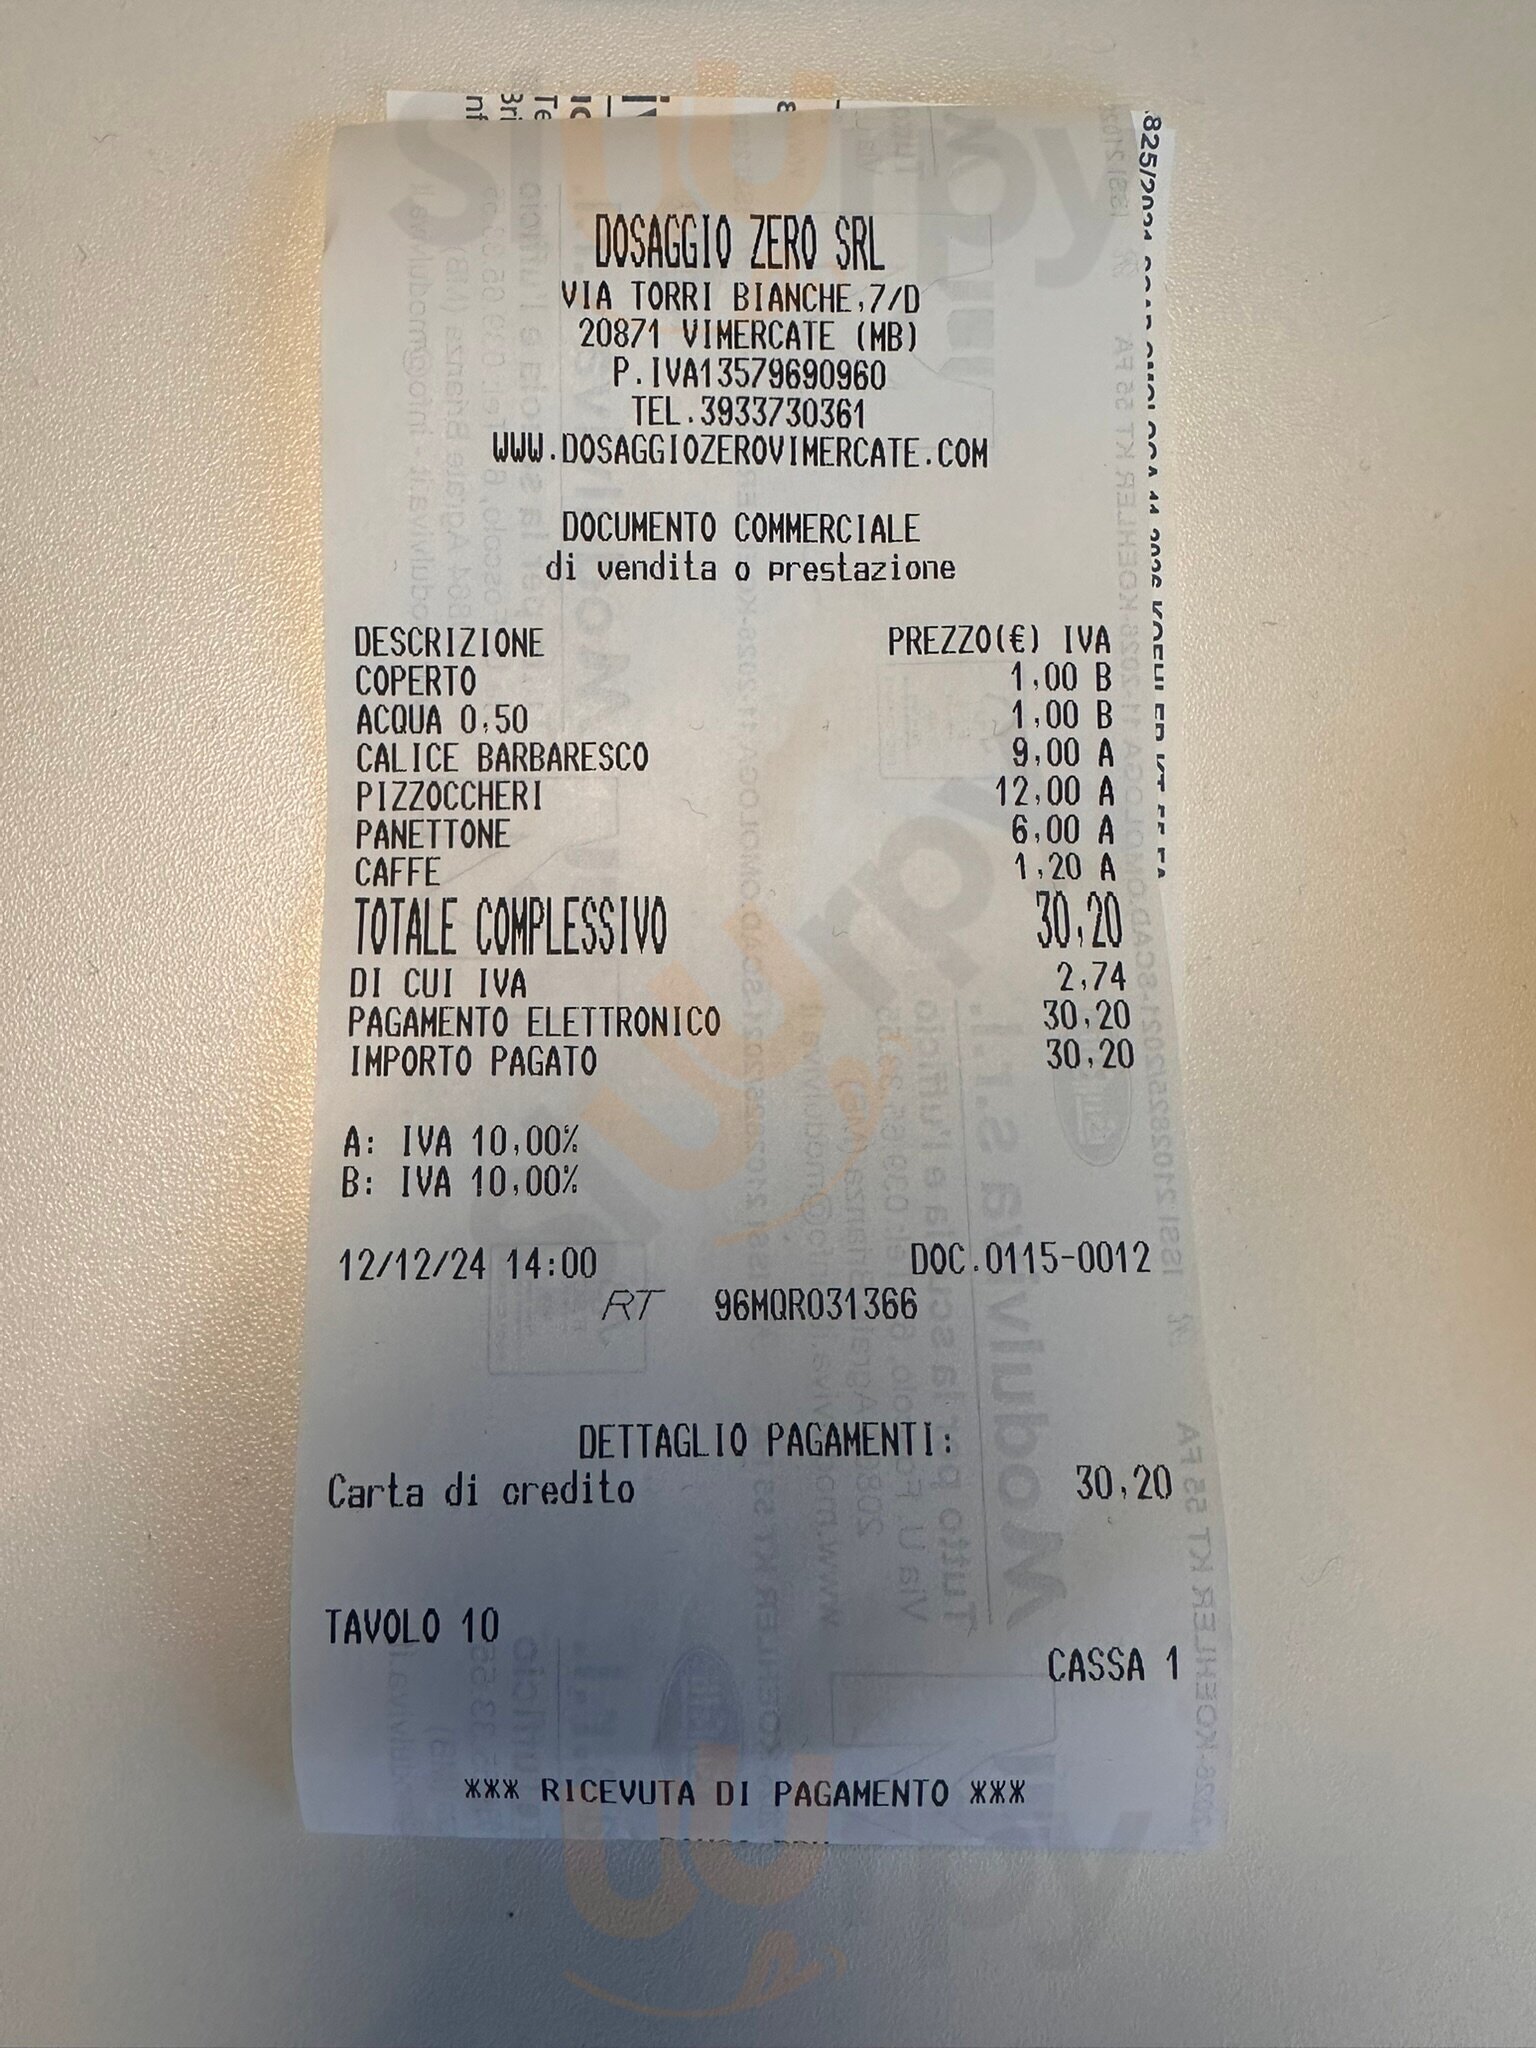 DOSAGGIO ZERO SRL
VIA TORRI BIANCHE,7/D
20871 VIMERCATE (MB)
P.IVA13579690960
TEL.3933730361
WWW.DOSAGGIOZEROVIMERCATE.COM
DOCUMENTO COMMERCIALE
di vendita o prestazione
DESCRIZIONE PREZZO(€) IVA
COPERTO 1,00 B
ACQUA 0,50 1,00 B
CALICE BARBARESCO 9,00 A
PIZZOCCHERI 12,00 A
PANETTONE 6,00 A
CAFFE 1,20 A
TOTALE COMPLESSIVO 30,20
DI CUI IVA 2,74
PAGAMENTO ELETTRONICO 30,20
IMPORTO PAGATO 30,20
A: IVA 10,00%
B: IVA 10,00%
12/12/24 14:00 DOC.0115-0012
RT 96MQR031366
DETTAGLIO PAGAMENTI:
Carta di credito 30,20
TAVOLO 10
CASSA 1
*** RICEVUTA DI PAGAMENTO ***